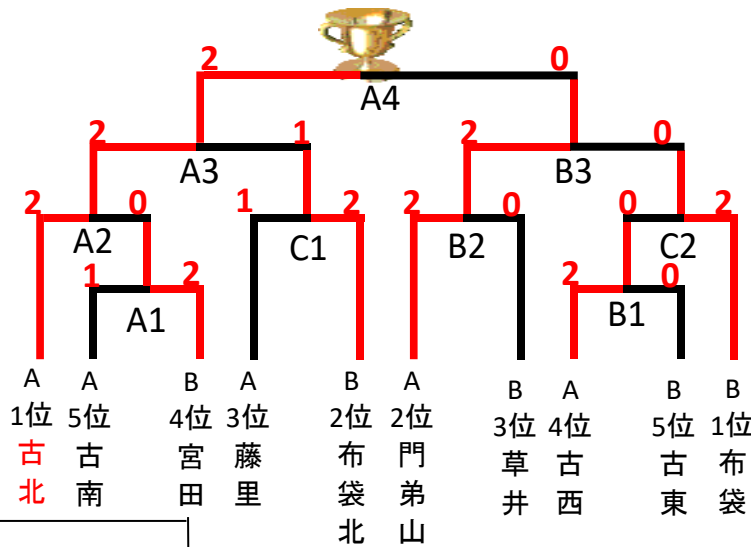 2 0
A4
2 1 2 0
A3 B3
2 0 1 2 2 0 0 2
A2 C1 B2 C2
1 2 2 0
A1 B1
A A B A B A B A B B
1位 5位 4位 3位 2位 2位 3位 4位 5位 1位
古北
古南
宮田
藤里
布袋北
門弟山
草井
古西
古東
布袋